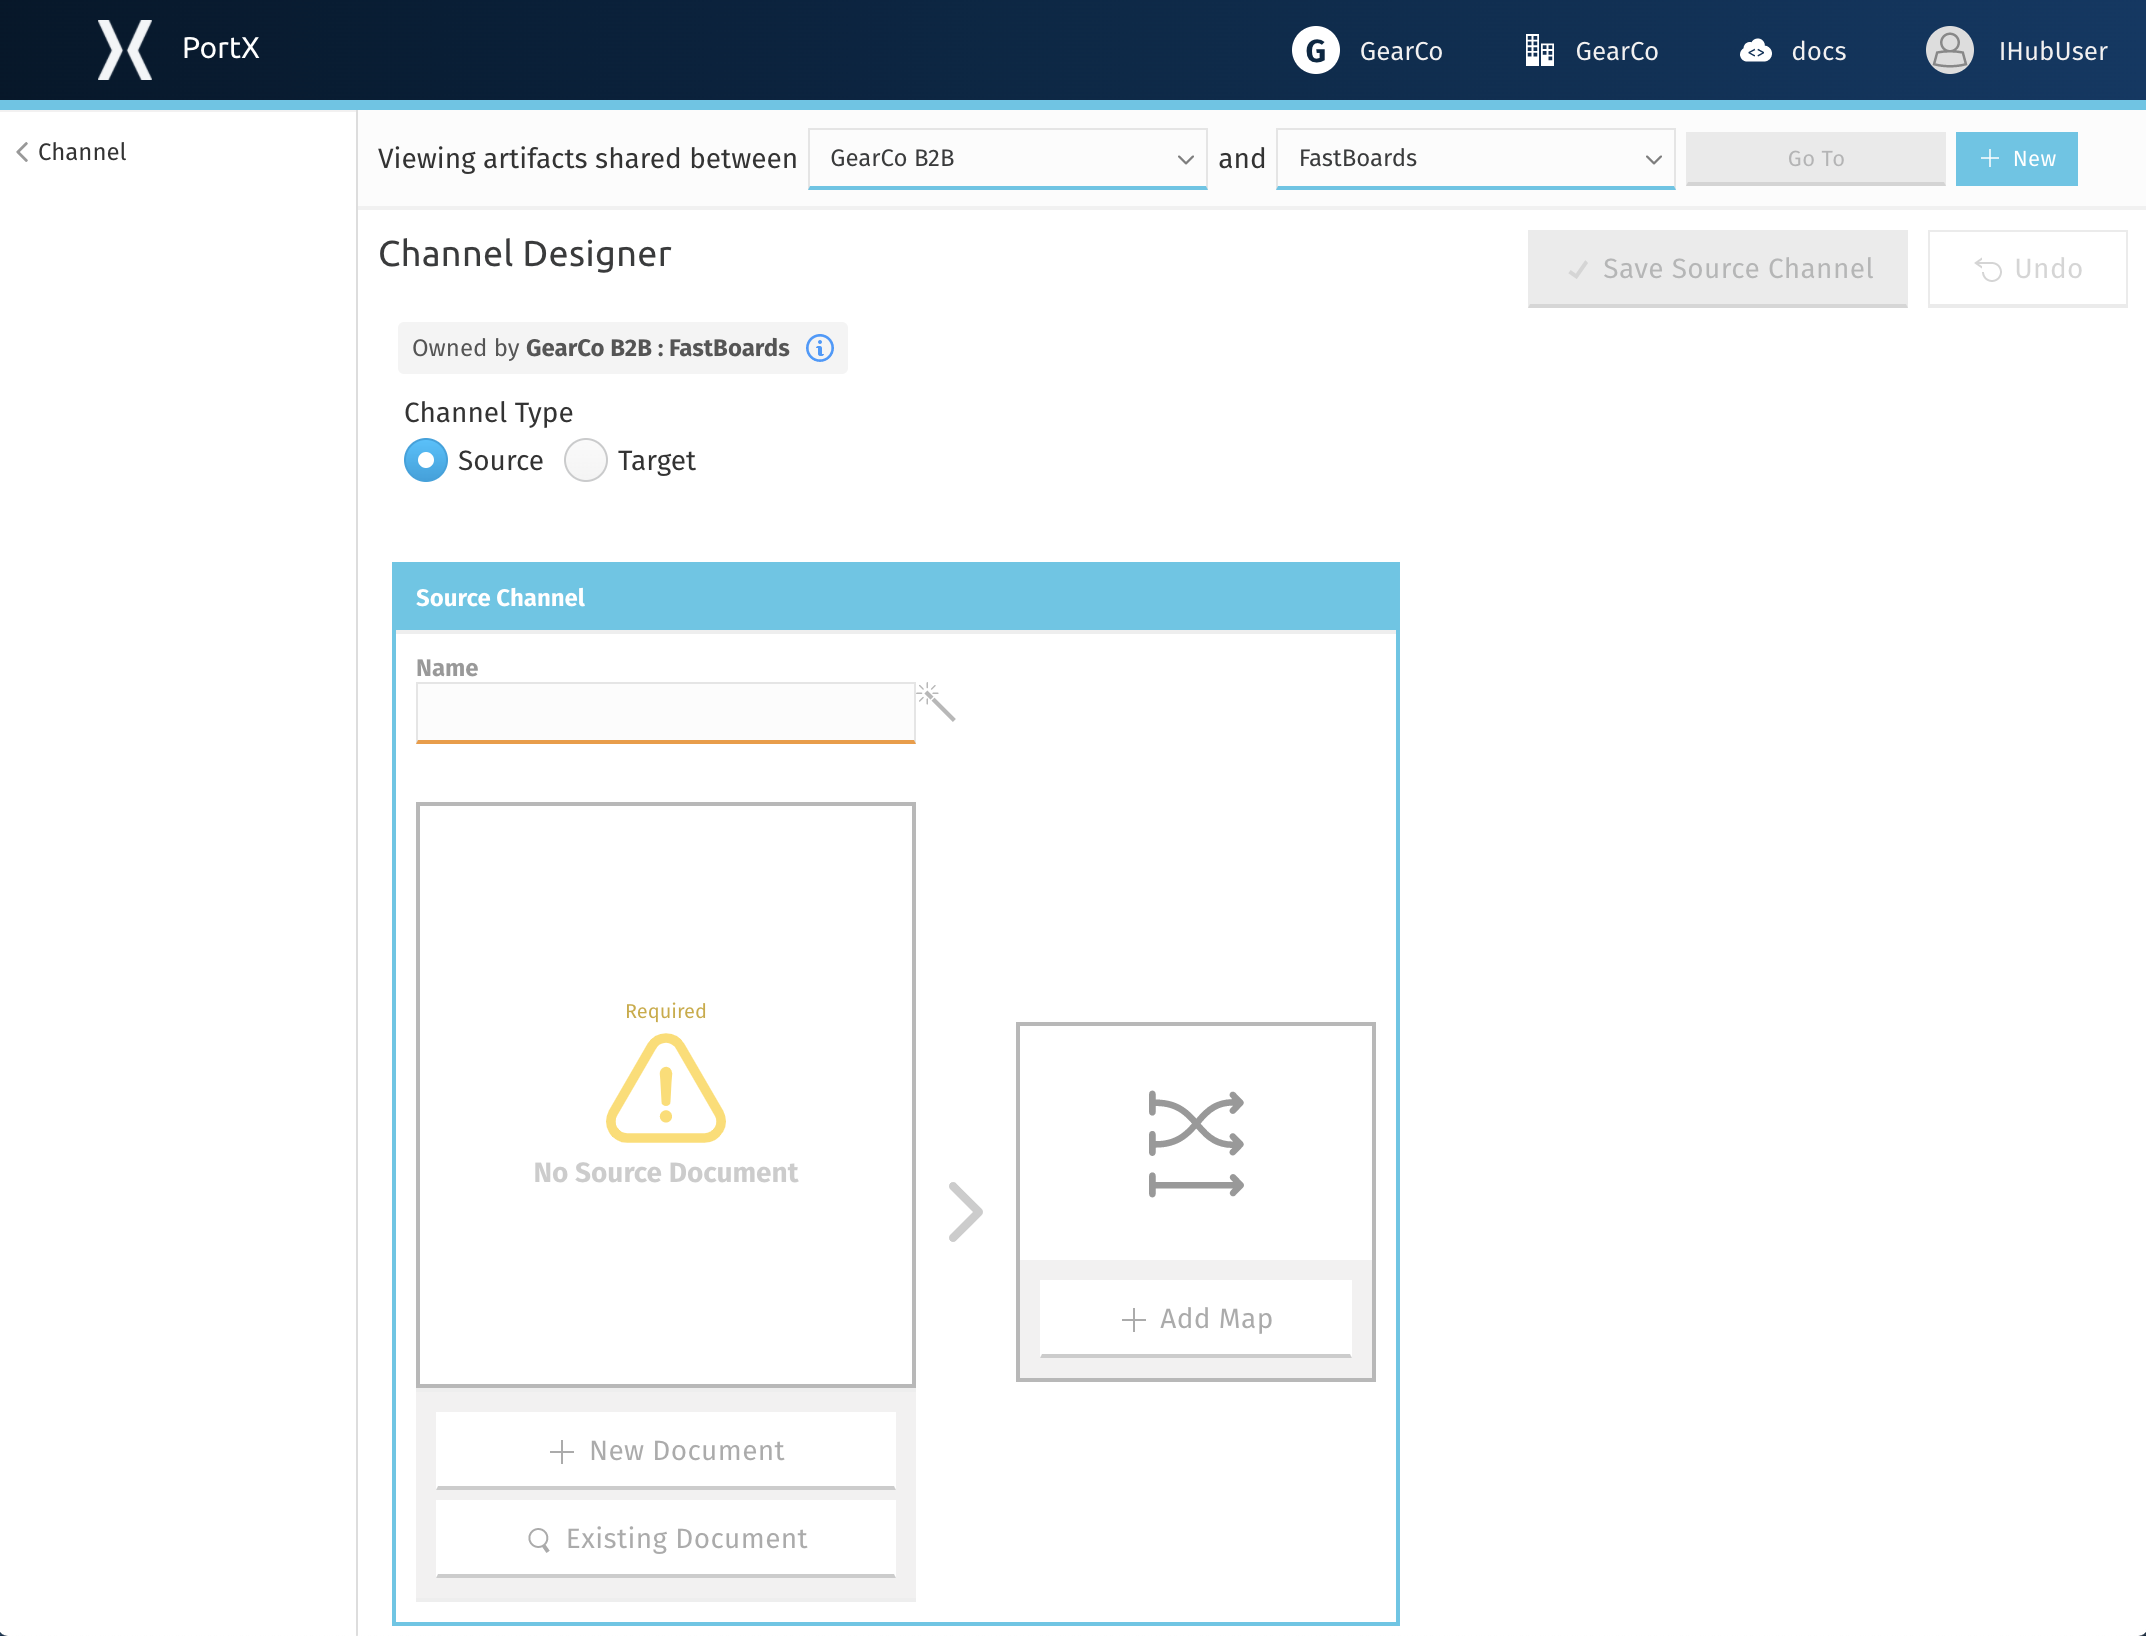 PortX
G GearCo
GearCo
docs
IHubUser
Channel
Viewing artifacts shared between GearCo B2B and FastBoards Go To + New
Channel Designer
Save Source Channel
Undo
Owned by GearCo B2B : FastBoards
Channel Type
Source Target
Source Channel
Name
Required
No Source Document
+ Add Map
+ New Document
Existing Document